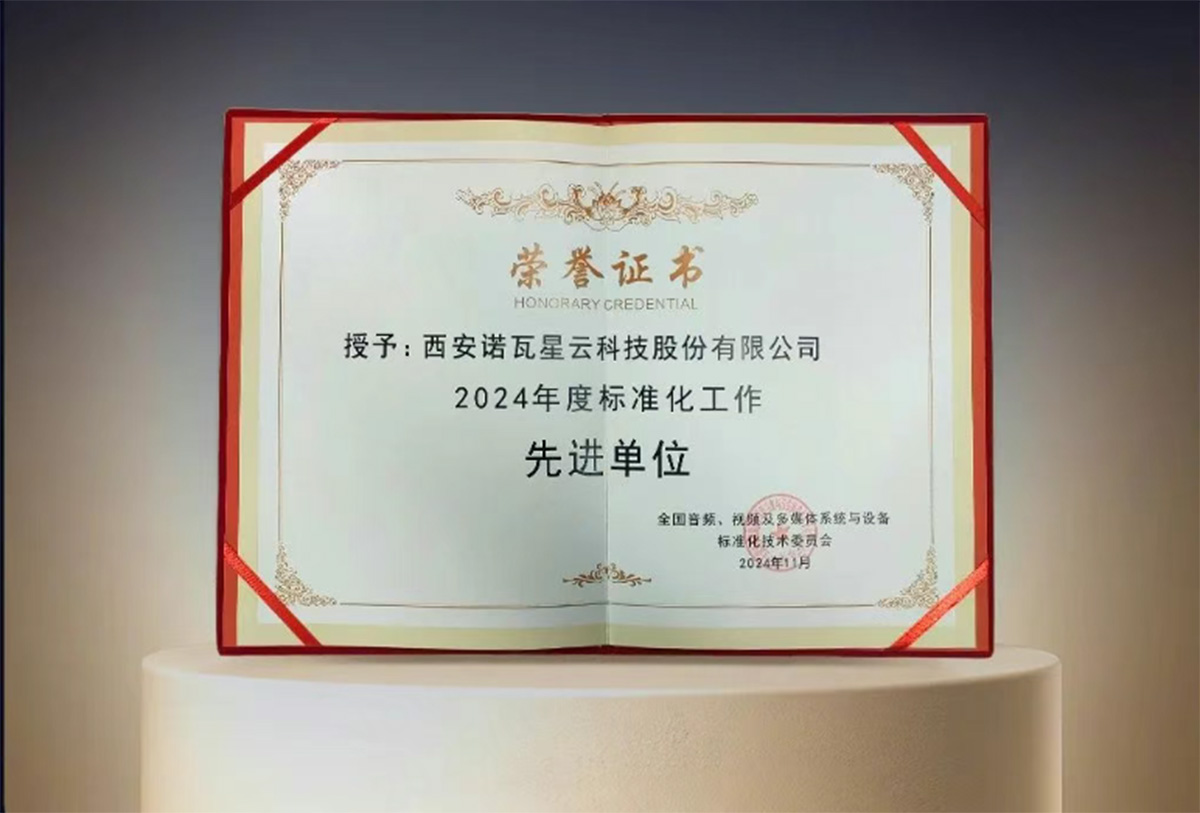 荣誉证书
HONORARY CREDENTIAL
授予：西安诺瓦星云科技股份有限公司
2024年度标准化工作
先进单位
全国音频、视频及多媒体系统与设备
标准化技术委员会
2024年11月